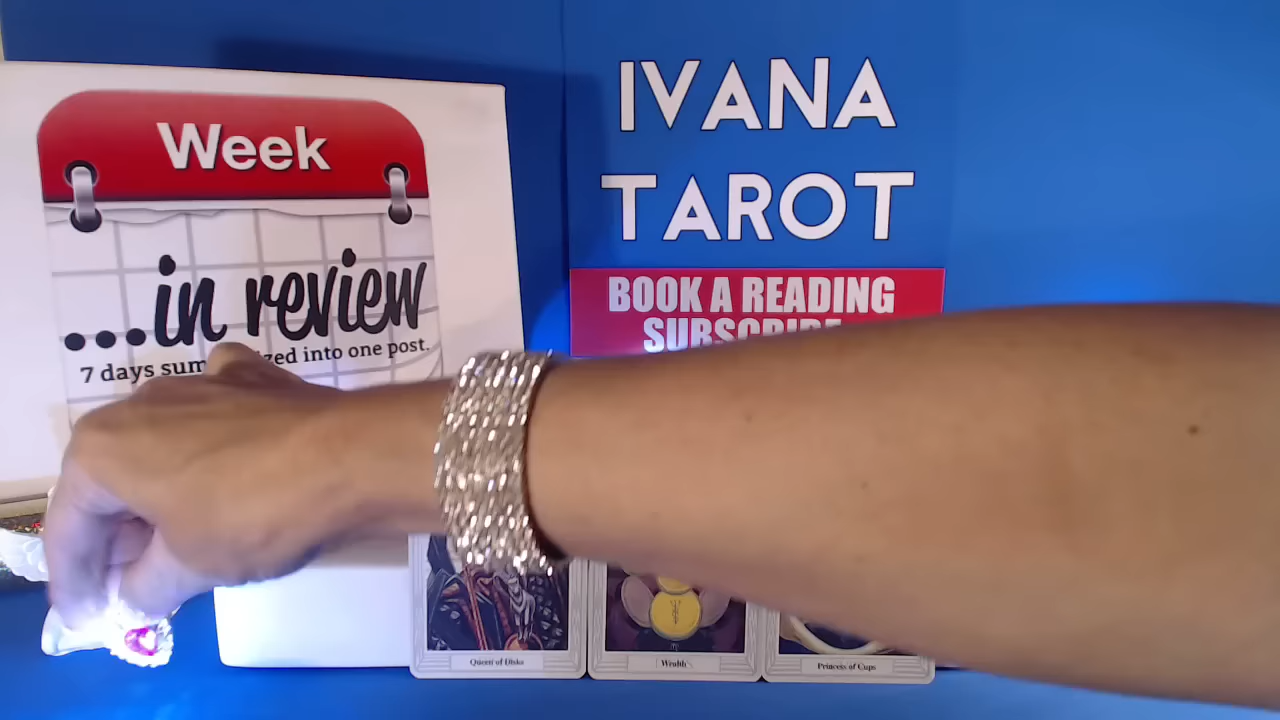 Week
...in review
7 days sum zed into one post.
IVANA
TAROT
BOOK A READING
SUBSCRIBE
Queen of Disks
Wealth
Princess of Cups